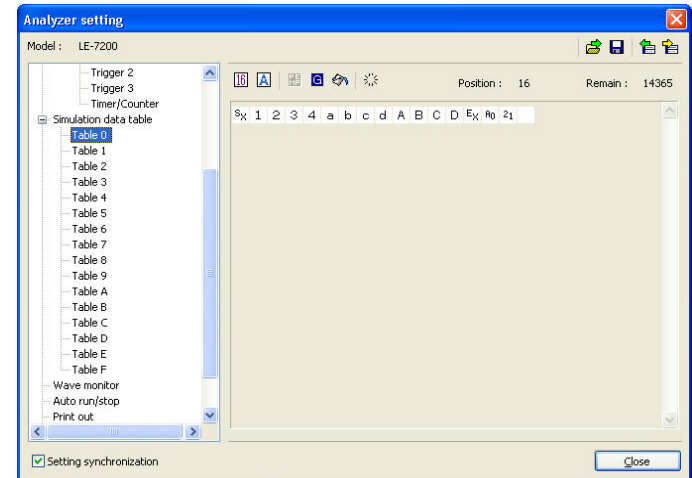 Analyzer setting
Model : LE-7200
Trigger 2
Trigger 3
Timer/Counter
Simulation data table
Table 0
Table 1
Table 2
Table 3
Table 4
Table 5
Table 6
Table 7
Table 8
Table 9
Table A
Table B
Table C
Table D
Table E
Table F
Wave monitor
Auto run/stop
Print out
16 A G Position : 16 Remain : 14365
SX 1 2 3 4 a b c d A B C D EX A0 21
Setting synchronization
Close